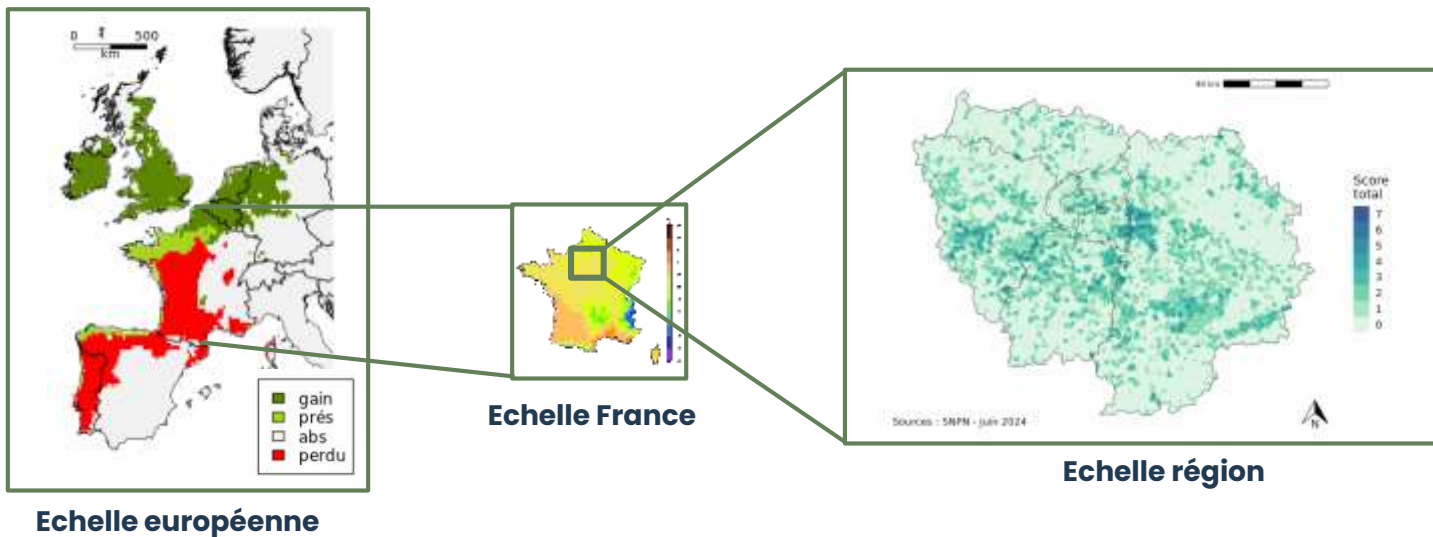 0 500
km
gain
prés
abs
perdu
Echelle européenne
Echelle France
Score
total
7
6
5
4
3
2
1
0
Sources : SNPN - juin 2024
N
Echelle région